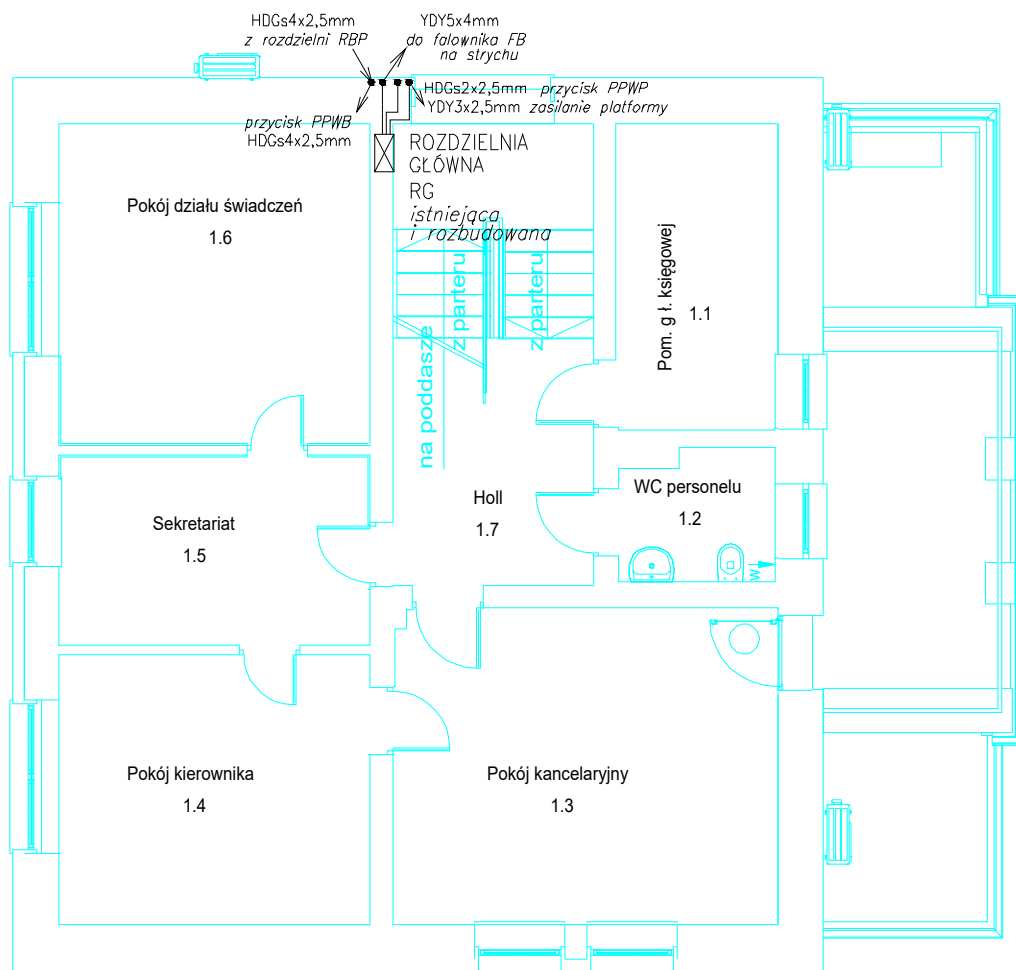 HDGs4x2,5mm
z rozdzielni RBP
YDY5x4mm
do falownika FB
na strychu
HDGs2x2,5mm przycisk PPWP
YDY3x2,5mm zasilanie platformy
przycisk PPWB
HDGs4x2,5mm
ROZDZIELNIA
GŁÓWNA
RG
istniejąca
i rozbudowana
Pokój działu świadczeń
1.6
z parteru
z parteru
na poddasze
Pom. g ł. księgowej
1.1
Sekretariat
1.5
Holl
1.7
WC personelu
1.2
W
Pokój kierownika
1.4
Pokój kancelaryjny
1.3